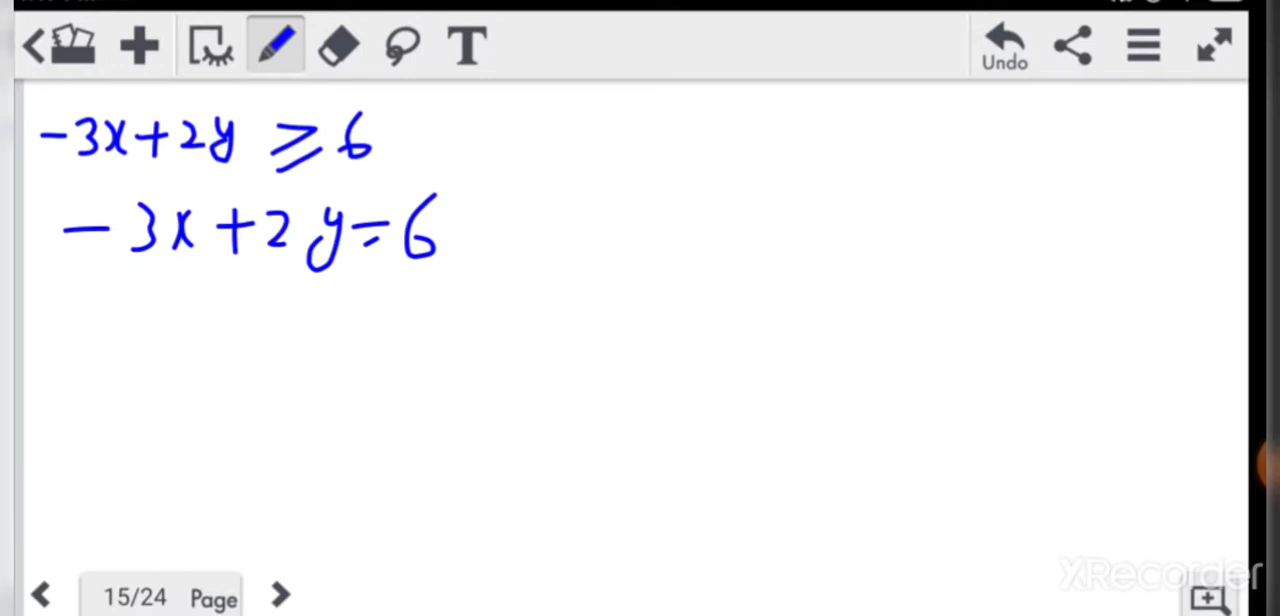 T
Undo
-3x+2y ≥ 6
-3x+2y=6
15/24 Page
XRecorder